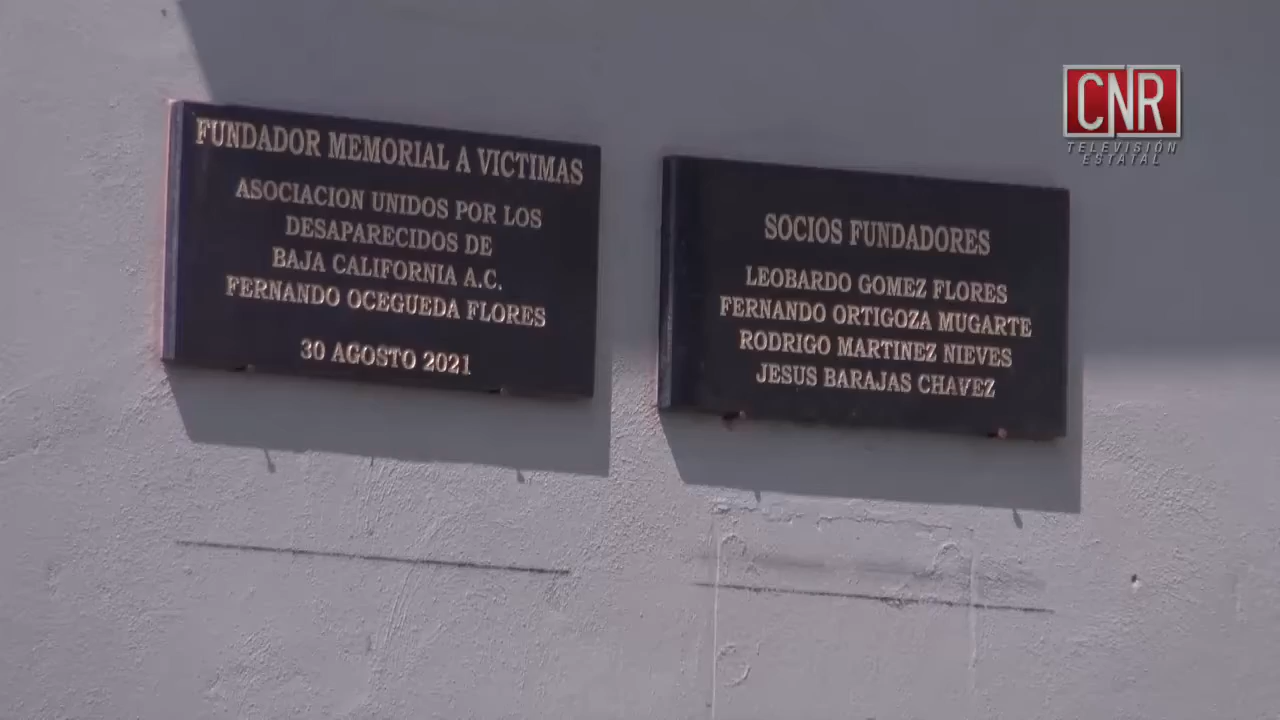 FUNDADOR MEMORIAL A VICTIMAS
ASOCIACION UNIDOS POR LOS
DESAPARECIDOS DE
BAJA CALIFORNIA A.C.
FERNANDO OCEGUEDA FLORES
30 AGOSTO 2021
SOCIOS FUNDADORES
LEOBARDO GOMEZ FLORES
FERNANDO ORTIGOZA MUGARTE
RODRIGO MARTINEZ NIEVES
JESUS BARAJAS CHAVEZ
CNR
TELEVISIÓN
ESTATAL